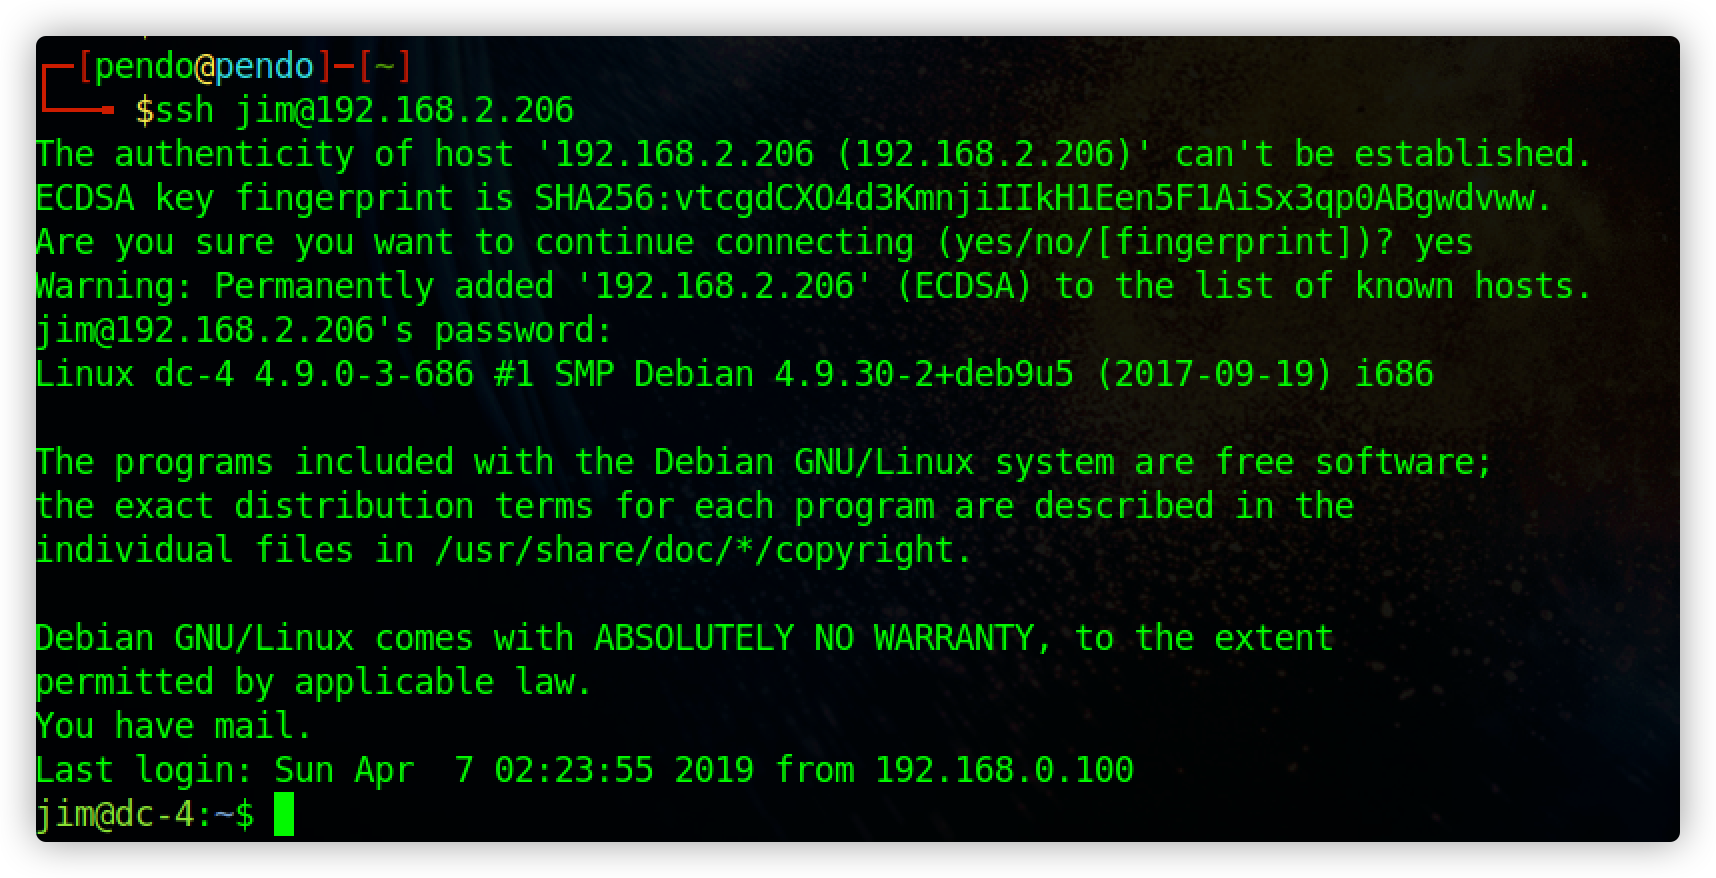 ┌─[pendo@pendo]─[~]
└──╼ $ssh jim@192.168.2.206
The authenticity of host '192.168.2.206 (192.168.2.206)' can't be established.
ECDSA key fingerprint is SHA256:vtcgdCXO4d3KmnjiIIkH1Een5F1AiSx3qp0ABgwdvww.
Are you sure you want to continue connecting (yes/no/[fingerprint])? yes
Warning: Permanently added '192.168.2.206' (ECDSA) to the list of known hosts.
jim@192.168.2.206's password:
Linux dc-4 4.9.0-3-686 #1 SMP Debian 4.9.30-2+deb9u5 (2017-09-19) i686
The programs included with the Debian GNU/Linux system are free software;
the exact distribution terms for each program are described in the
individual files in /usr/share/doc/*/copyright.
Debian GNU/Linux comes with ABSOLUTELY NO WARRANTY, to the extent
permitted by applicable law.
You have mail.
Last login: Sun Apr  7 02:23:55 2019 from 192.168.0.100
jim@dc-4:~$